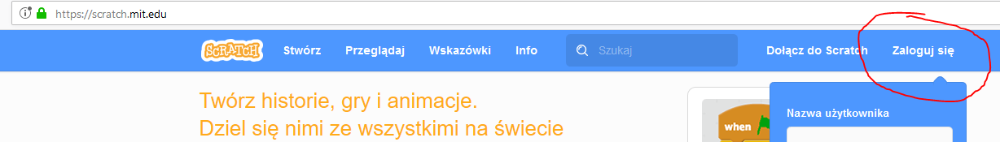 https://scratch.mit.edu
SCRATCH Stwórz Przeglądaj Wskazówki Info Szukaj Dołącz do Scratch Zaloguj się
Twórz historie, gry i animacje.
Dziel się nimi ze wszystkimi na świecie
when
Nazwa użytkownika